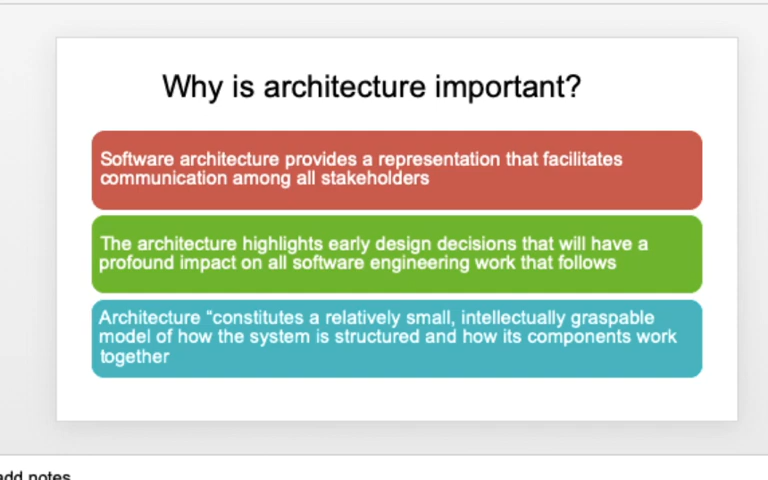 Why is architecture important?
Software architecture provides a representation that facilitates
communication among all stakeholders
The architecture highlights early design decisions that will have a
profound impact on all software engineering work that follows
Architecture “constitutes a relatively small, intellectually graspable
model of how the system is structured and how its components work
together
add notes